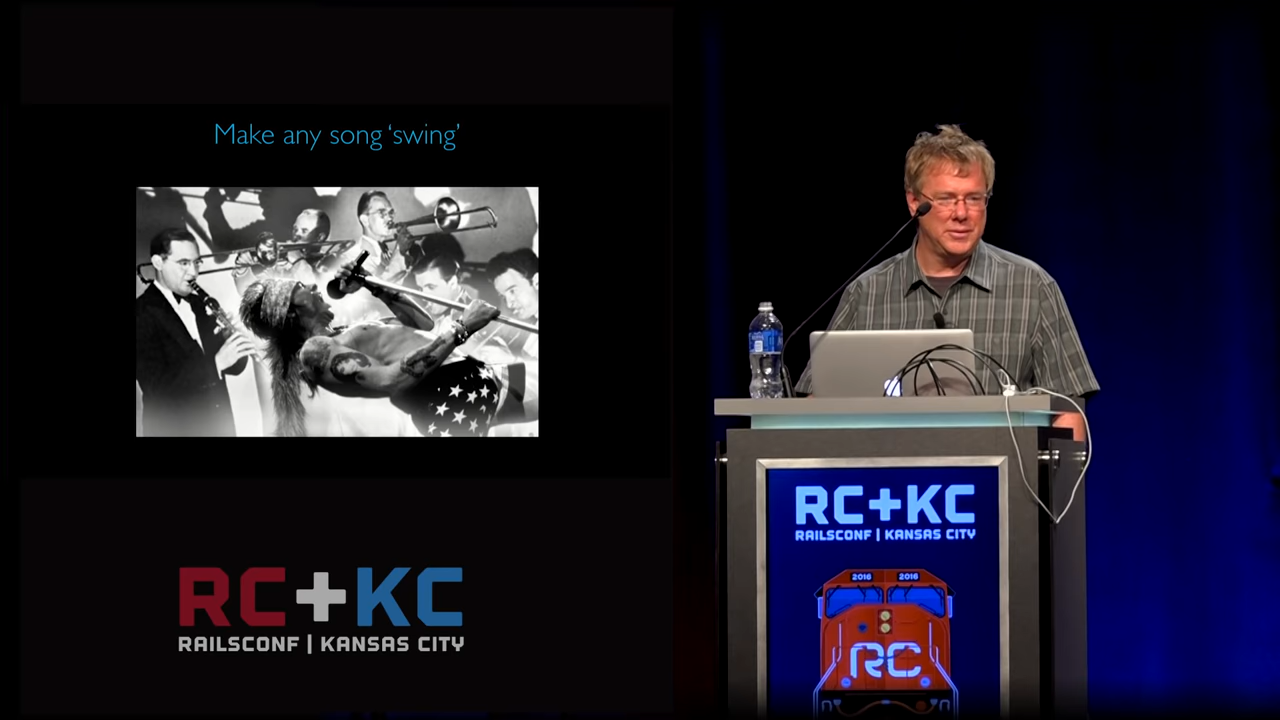 Make any song ‘swing’
RC+KC
RAILSCONF | KANSAS CITY
RC+KC
RAILSCONF | KANSAS CITY
2016 2016
RC